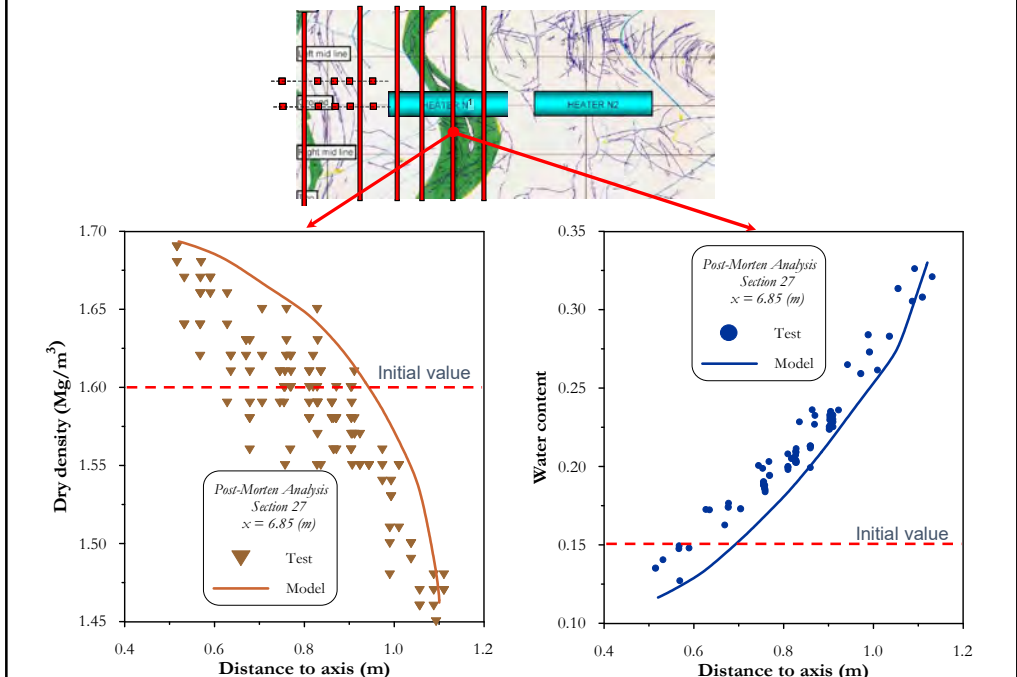 Left mid line
HEATER N1
HEATER N2
Right mid line
1.70
1.65
1.60
1.55
1.50
1.45
Dry density (Mg/m³)
Initial value
Post-Morten Analysis
Section 27
x = 6.85 (m)
Test
Model
0.4 0.6 0.8 1.0 1.2
Distance to axis (m)
0.35
0.30
0.25
0.20
0.15
0.10
Water content
Post-Morten Analysis
Section 27
x = 6.85 (m)
Test
Model
Initial value
0.4 0.6 0.8 1.0 1.2
Distance to axis (m)